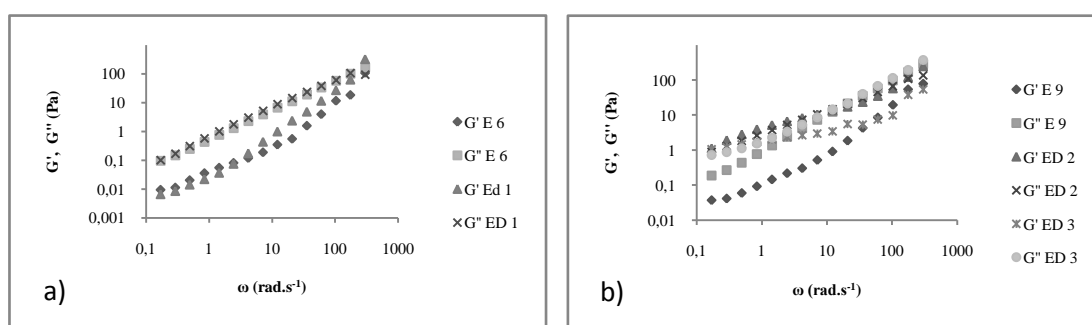 G', G'' (Pa)
100
10
1
0,1
0,01
0,001
0,1
1
10
100
1000
ω (rad.s-1)
G' E 6
G'' E 6
G' Ed 1
G'' ED 1
a)
G', G'' (Pa)
100
10
1
0,1
0,01
0,1
1
10
100
1000
ω (rad.s-1)
G' E 9
G'' E 9
G' ED 2
G'' ED 2
G' ED 3
G'' ED 3
b)